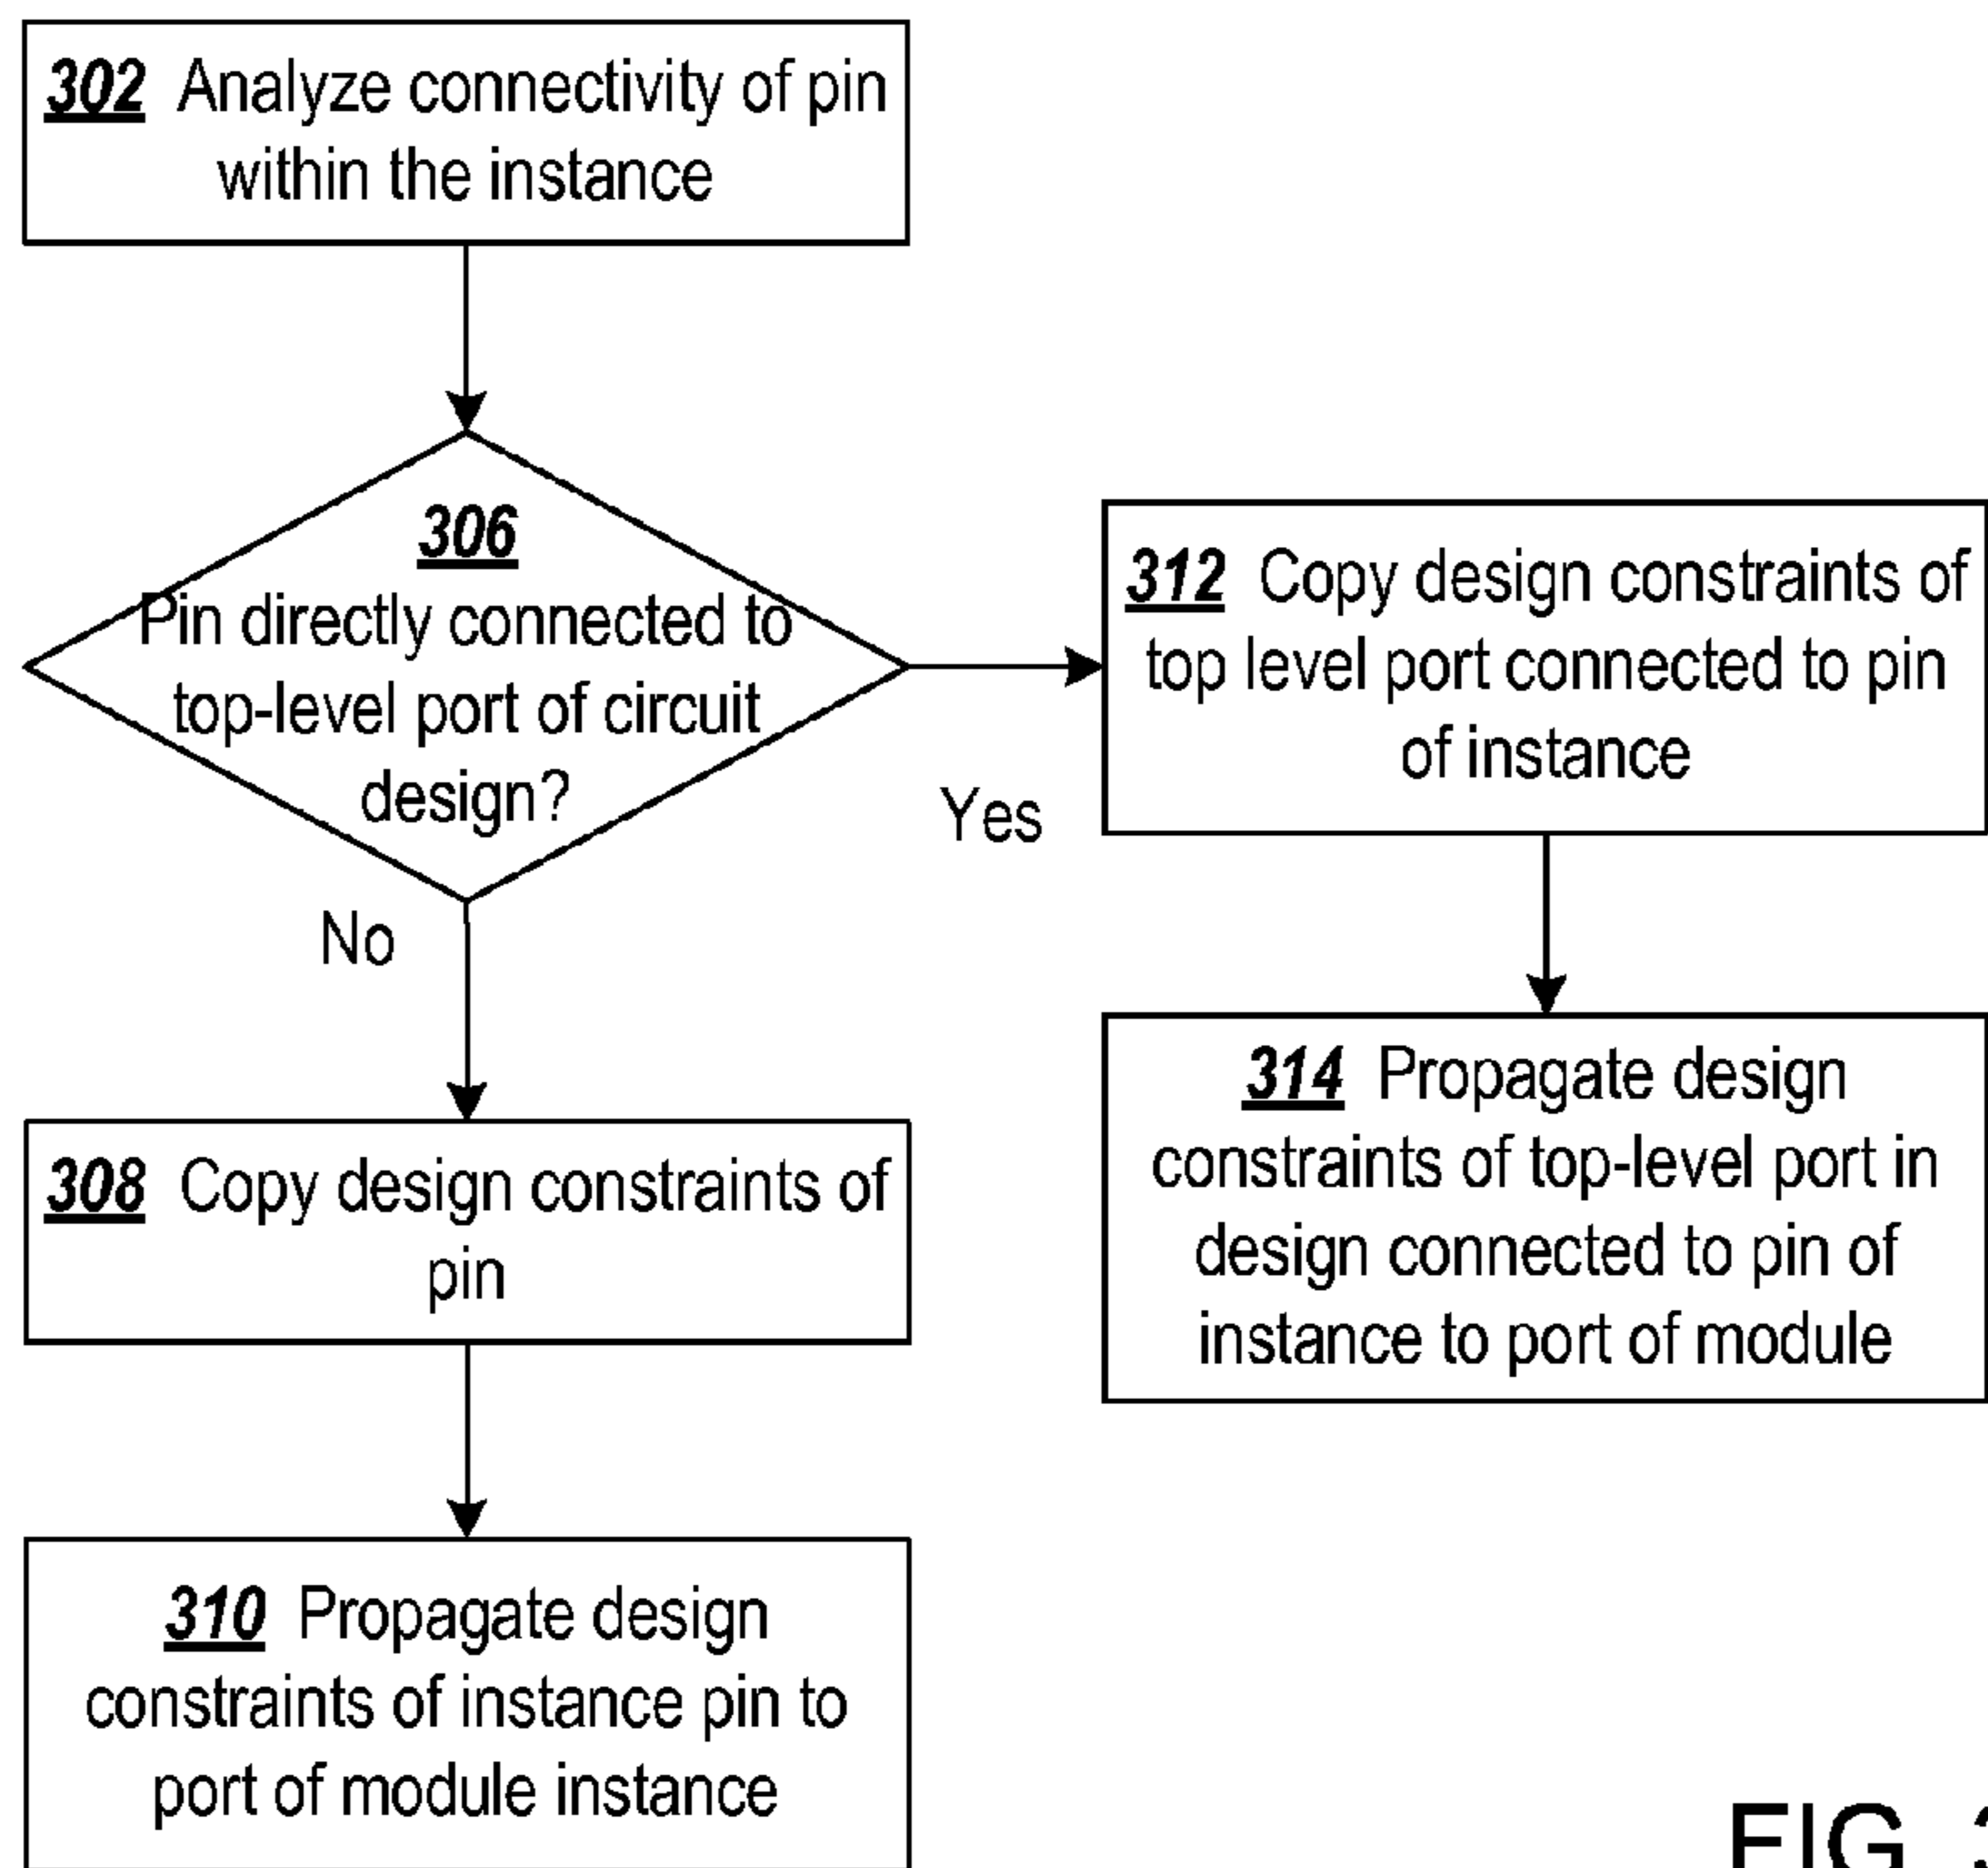 302 Analyze connectivity of pin
within the instance
306
Pin directly connected to
top-level port of circuit
design?
Yes
No
312 Copy design constraints of
top level port connected to pin
of instance
314 Propagate design
constraints of top-level port in
design connected to pin of
instance to port of module
308 Copy design constraints of
pin
310 Propagate design
constraints of instance pin to
port of module instance
FIG. 3